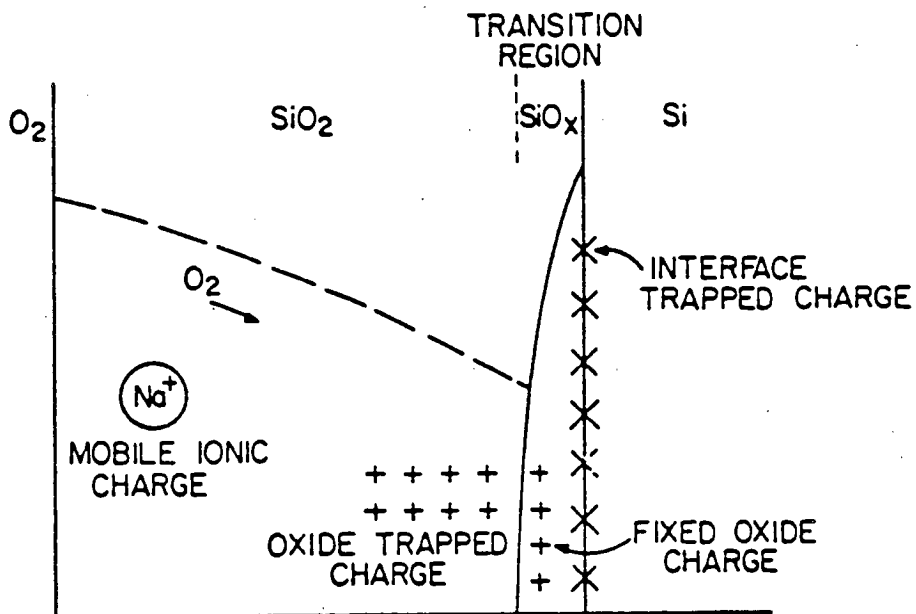 TRANSITION
REGION
O₂
SiO₂
SiOₓ
Si
O₂
INTERFACE
TRAPPED CHARGE
Na⁺
MOBILE IONIC
CHARGE
+ + + + +
+ + + + +
OXIDE TRAPPED
CHARGE
+
+
FIXED OXIDE
CHARGE